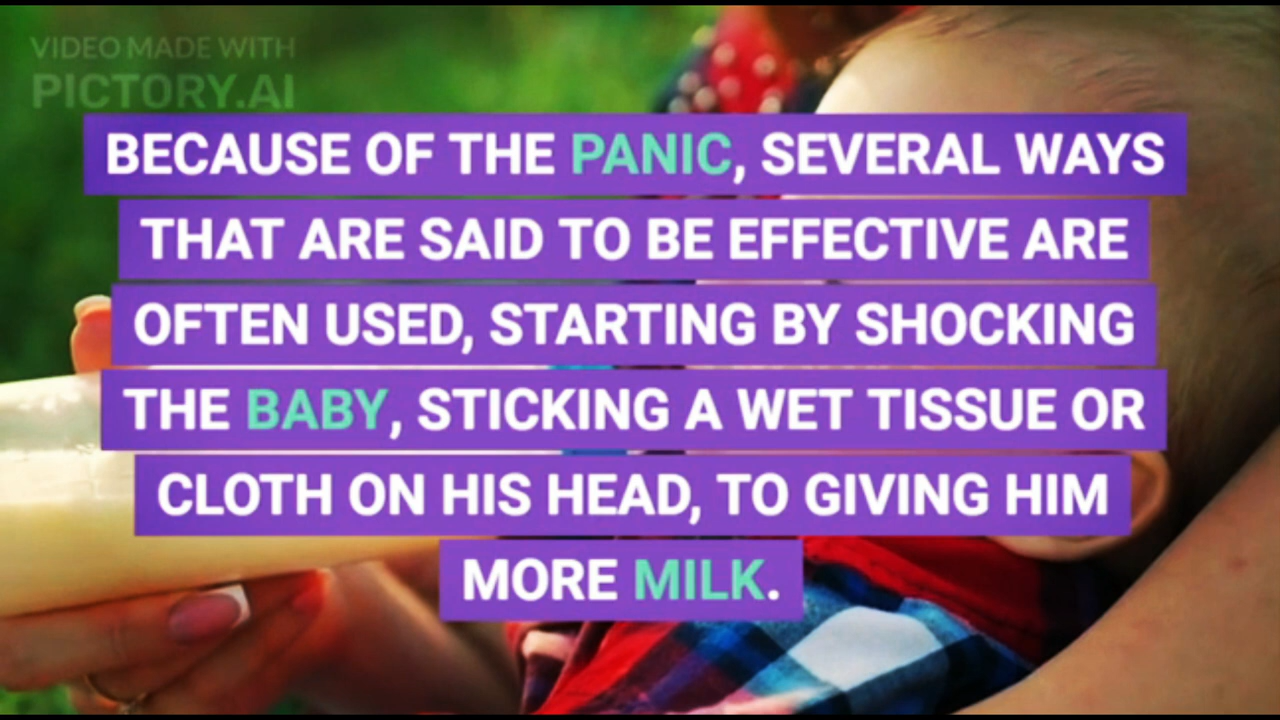 VIDEO MADE WITH
PICTORY.AI
BECAUSE OF THE PANIC, SEVERAL WAYS
THAT ARE SAID TO BE EFFECTIVE ARE
OFTEN USED, STARTING BY SHOCKING
THE BABY, STICKING A WET TISSUE OR
CLOTH ON HIS HEAD, TO GIVING HIM
MORE MILK.